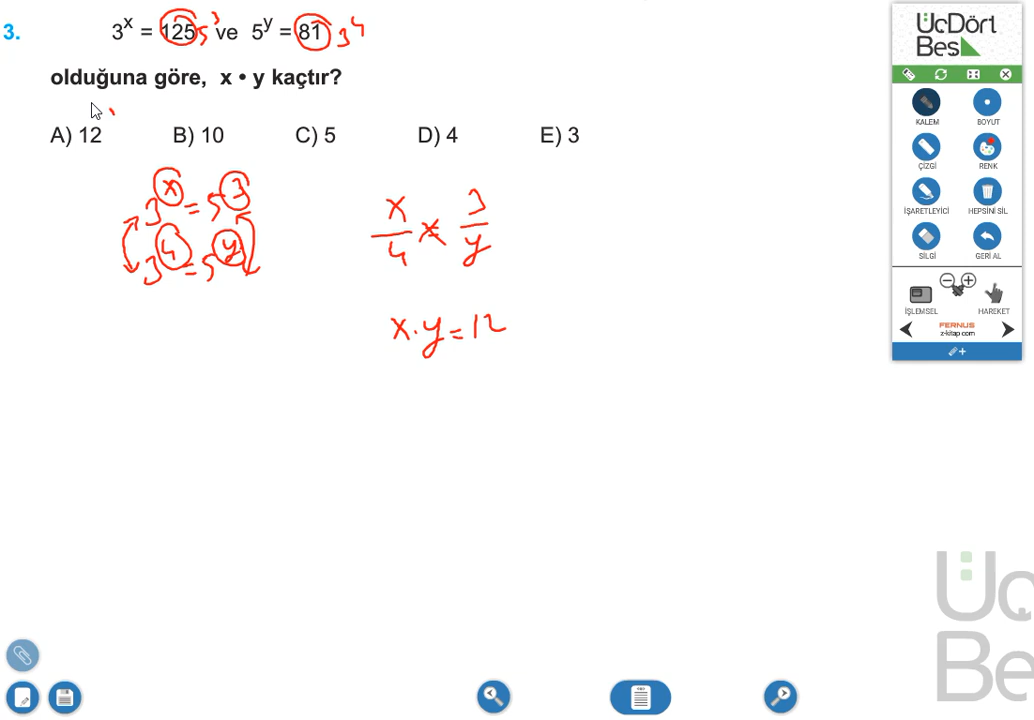 3. 3^x = 125 5^3 ve 5^y = 81 3^4
olduğuna göre, x • y kaçtır?
A) 12 B) 10 C) 5 D) 4 E) 3
3^x = 5^3
3^4 = 5^y
x/4 = 3/y
x.y = 12
ÜçDört
Beş
KALEM BOYUT
ÇİZGİ RENK
İŞARETLEYİCİ HEPSİNİ SİL
SİLGİ GERİ AL
İŞLEMSEL HAREKET
FERNUS
z-kitap.com
Üç
Be